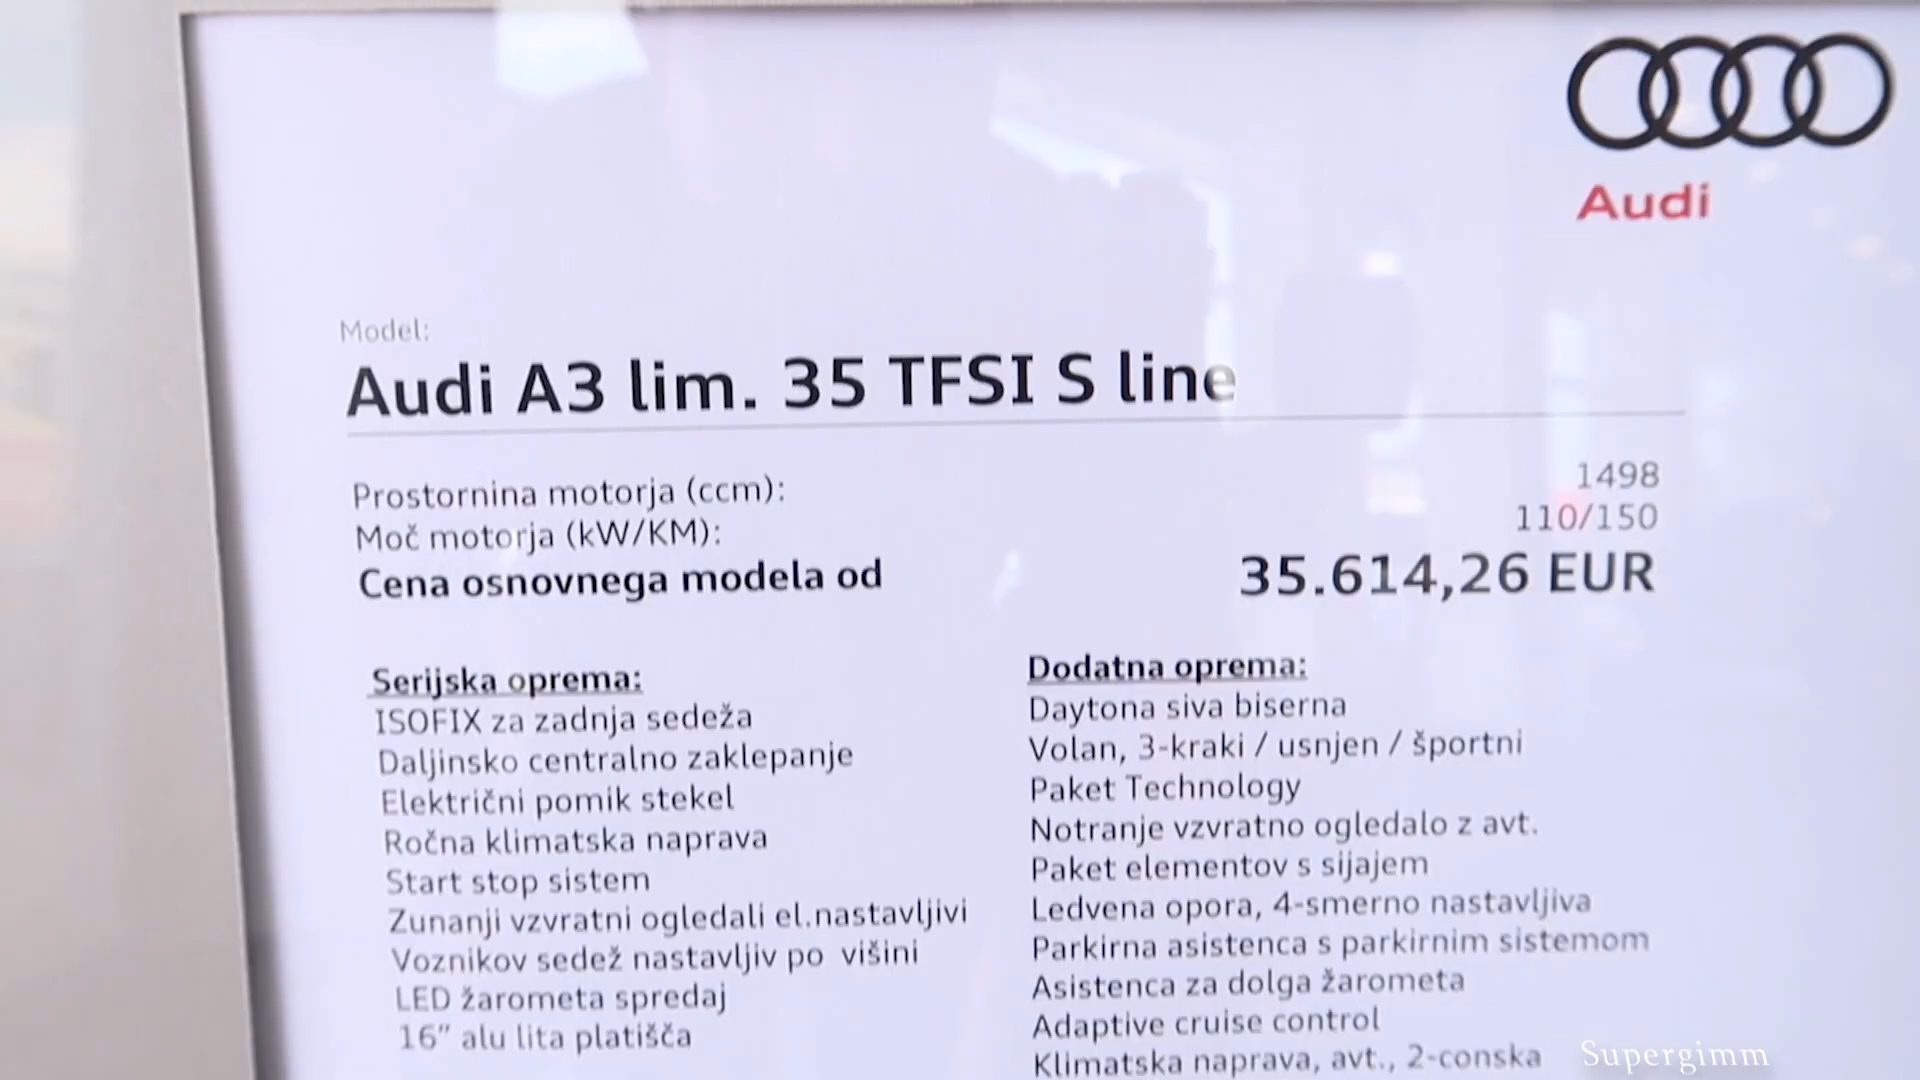 Audi
Model:
Audi A3 lim. 35 TFSI S line
Prostornina motorja (ccm): 1498
Moč motorja (kW/KM): 110/150
Cena osnovnega modela od 35.614,26 EUR
Serijska oprema:
ISOFIX za zadnja sedeža
Daljinsko centralno zaklepanje
Električni pomik stekel
Ročna klimatska naprava
Start stop sistem
Zunanji vzvratni ogledali el.nastavljivi
Voznikov sedež nastavljiv po višini
LED žarometa spredaj
16” alu lita platišča
Dodatna oprema:
Daytona siva biserna
Volan, 3-kraki / usnjen / športni
Paket Technology
Notranje vzvratno ogledalo z avt.
Paket elementov s sijajem
Ledvena opora, 4-smerno nastavljiva
Parkirna asistenca s parkirnim sistemom
Asistenca za dolga žarometa
Adaptive cruise control
Klimatska naprava, avt., 2-conska
Supergimm